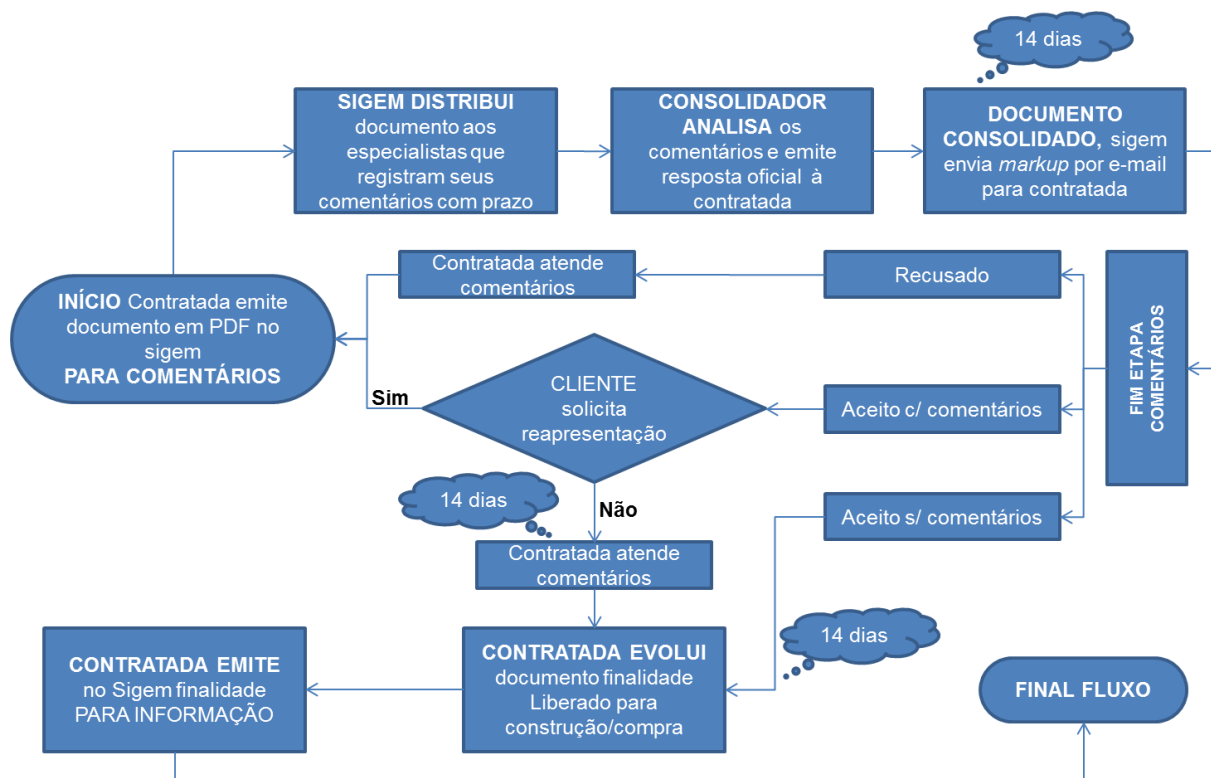 14 dias
SIGEM DISTRIBUI
documento aos
especialistas que
registram seus
comentários com prazo
CONSOLIDADOR
ANALISA os
comentários e emite
resposta oficial à
contratada
DOCUMENTO
CONSOLIDADO, sigem
envia markup por e-mail
para contratada
INÍCIO Contratada emite
documento em PDF no
sigem
PARA COMENTÁRIOS
Contratada atende
comentários
Recusado
FIM ETAPA
COMENTÁRIOS
CLIENTE
solicita
reapresentação
Sim
Aceito c/ comentários
14 dias
Não
Aceito s/ comentários
Contratada atende
comentários
14 dias
CONTRATADA EMITE
no Sigem finalidade
PARA INFORMAÇÃO
CONTRATADA EVOLUI
documento finalidade
Liberado para
construção/compra
FINAL FLUXO